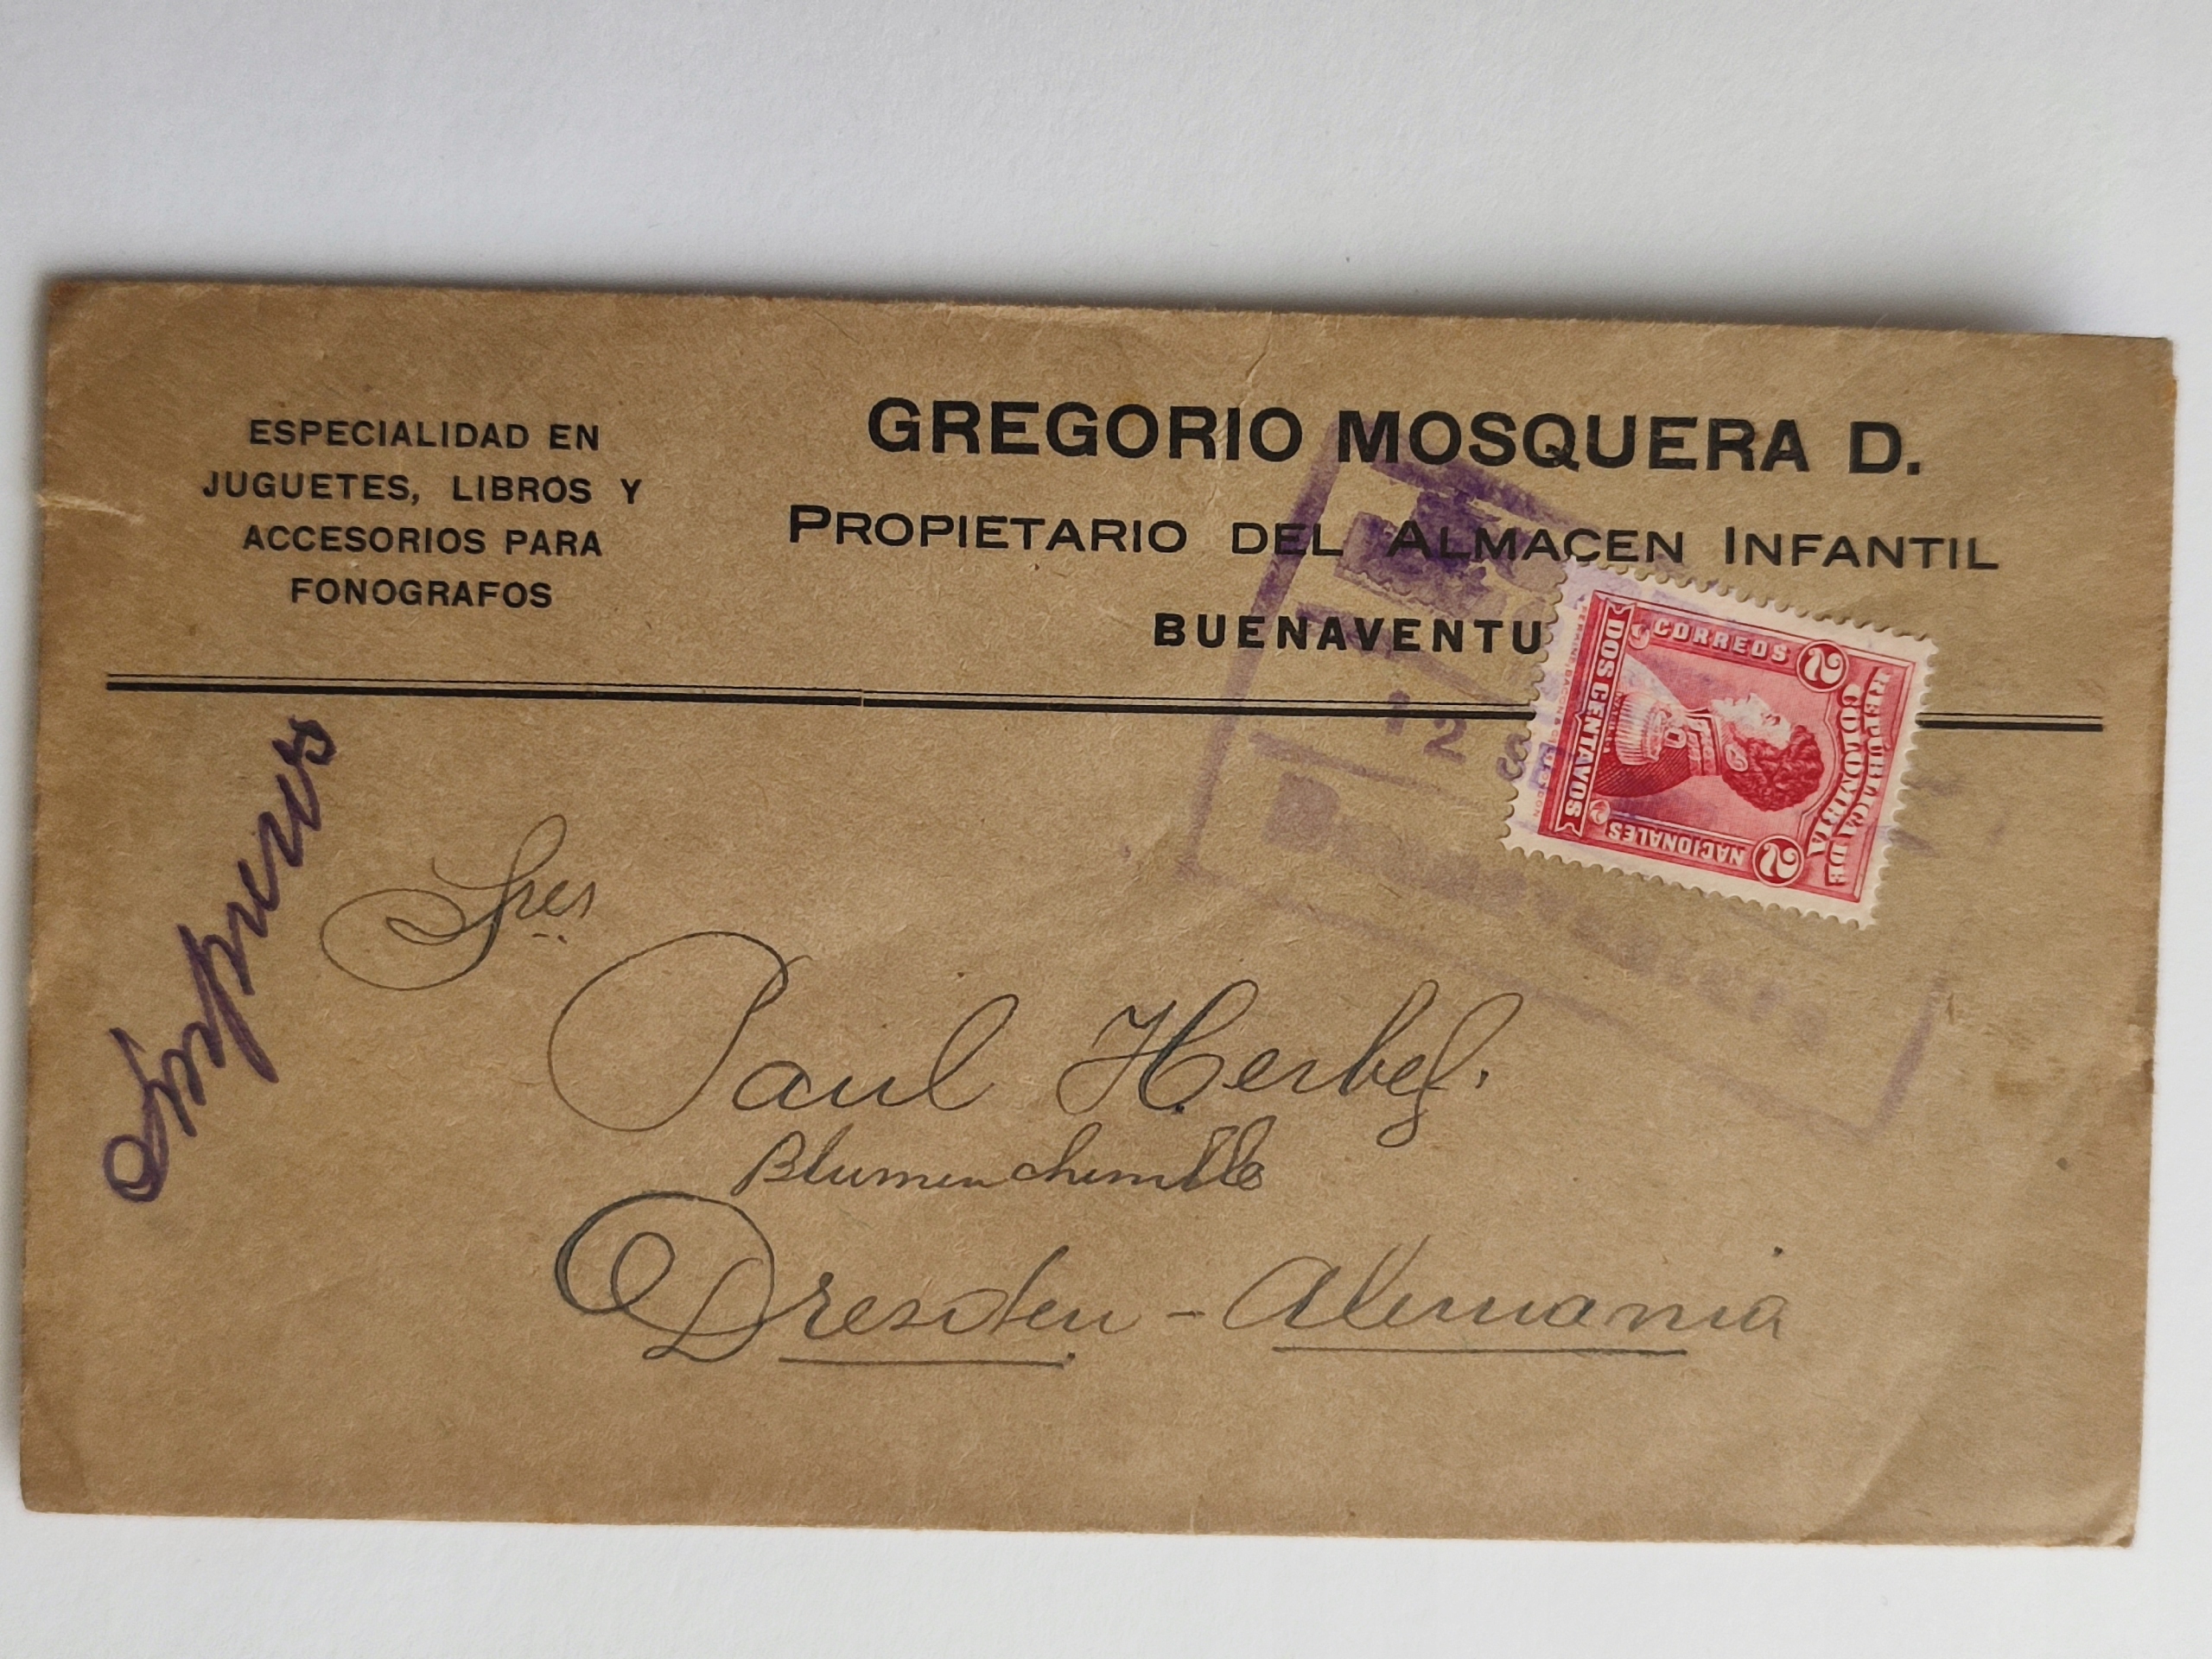 ESPECIALIDAD EN
JUGUETES, LIBROS Y
ACCESORIOS PARA
FONOGRAFOS
GREGORIO MOSQUERA D.
PROPIETARIO DEL ALMACEN INFANTIL
BUENAVENTU
REPUBLICA DE
COLOMBIA
2 2
CORREOS NACIONALES
DOS CENTAVOS
12
Impresos
Sres
Paul Herbef.
Dresden - Alemania